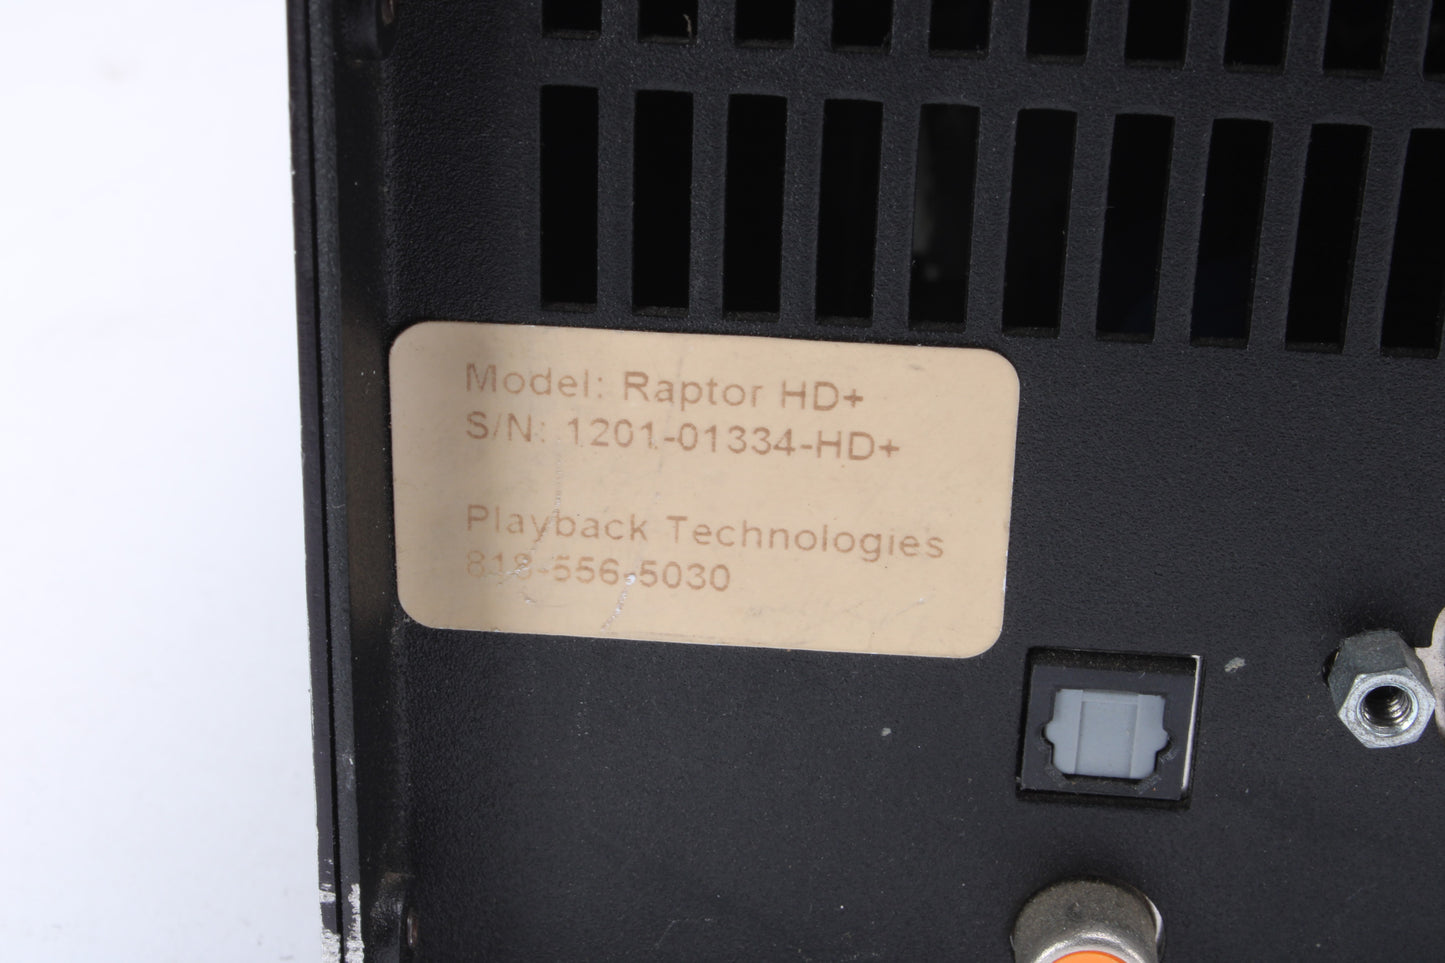 Model: Raptor HD+
S/N: 1201-01334-HD+
Playback Technologies
818-556-5030